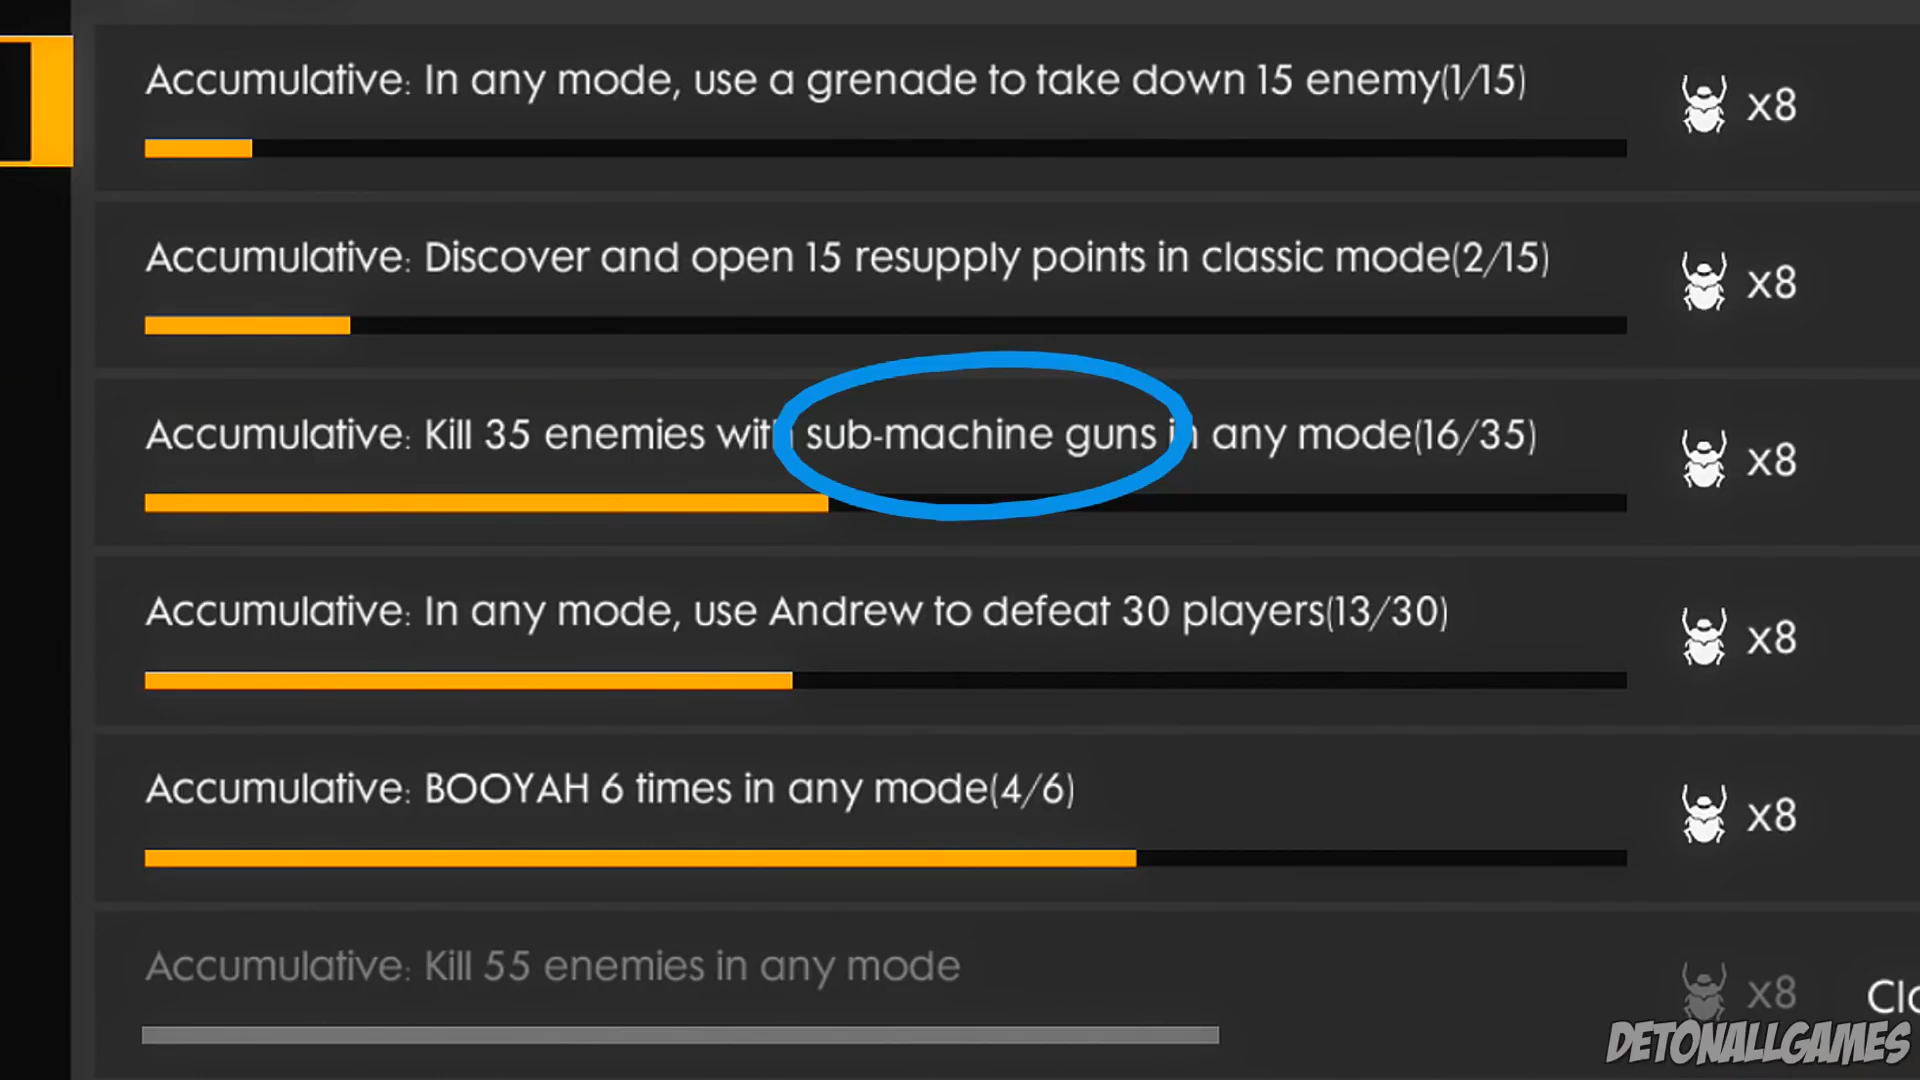 Accumulative: In any mode, use a grenade to take down 15 enemy(1/15)
x8
Accumulative: Discover and open 15 resupply points in classic mode(2/15)
x8
Accumulative: Kill 35 enemies with sub-machine guns in any mode(16/35)
x8
Accumulative: In any mode, use Andrew to defeat 30 players(13/30)
x8
Accumulative: BOOYAH 6 times in any mode(4/6)
x8
Accumulative: Kill 55 enemies in any mode
x8
DETONALLGAMES